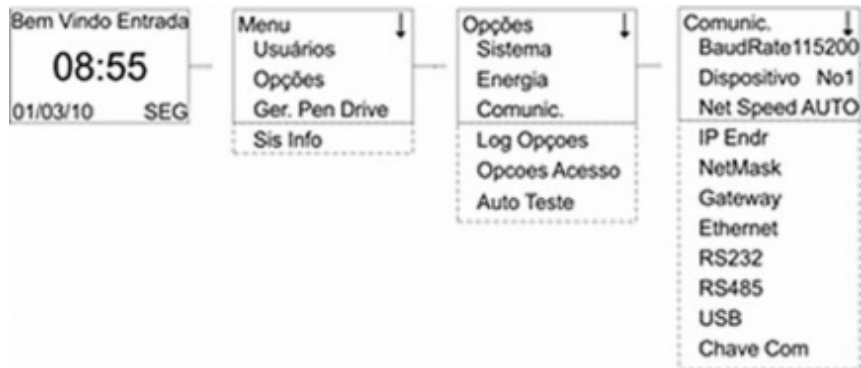 Bem Vindo Entrada
08:55
01/03/10 SEG
Menu
Usuários
Opções
Ger. Pen Drive
Sis Info
Opções
Sistema
Energia
Comunic.
Log Opçoes
Opcoes Acesso
Auto Teste
Comunic.
BaudRate115200
Dispositivo No1
Net Speed AUTO
IP Endr
NetMask
Gateway
Ethernet
RS232
RS485
USB
Chave Com